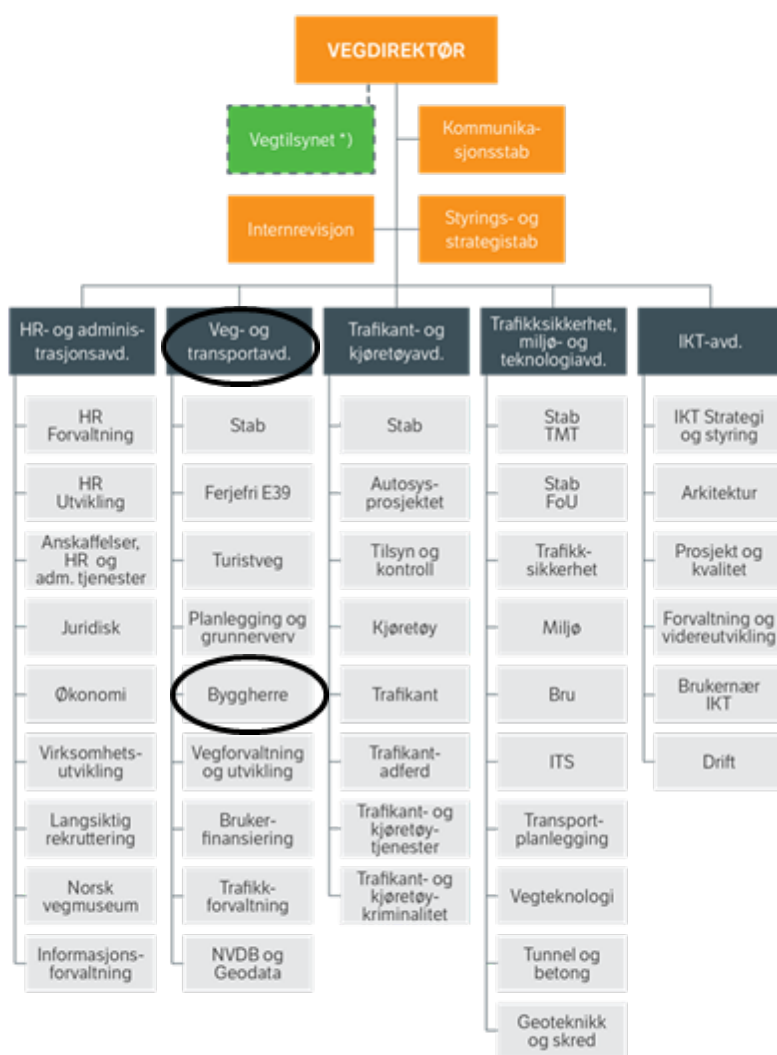 VEGDIREKTØR
Vegtilsynet *)
Kommunika-
sjonsstab
Internrevisjon
Styrings- og
strategistab
HR- og adminis-
trasjonsavd.
HR
Forvaltning
HR
Utvikling
Anskaffelser,
HR og
adm. tjenester
Juridisk
Økonomi
Virksomhets-
utvikling
Langsiktig
rekruttering
Norsk
vegmuseum
Informasjons-
forvaltning
Veg- og
transportavd.
Stab
Ferjefri E39
Turistveg
Planlegging og
grunnerverv
Byggherre
Vegforvaltning
og utvikling
Bruker-
finansiering
Trafikk-
forvaltning
NVDB og
Geodata
Trafikant- og
kjøretøyavd.
Stab
Autosys-
prosjektet
Tilsyn og
kontroll
Kjøretøy
Trafikant
Trafikant-
adferd
Trafikant- og
kjøretøy-
tjenester
Trafikant- og
kjøretøy-
kriminalitet
Trafikksikkerhet,
miljø- og
teknologiavd.
Stab
TMT
Stab
FoU
Trafikk-
sikkerhet
Miljø
Bru
ITS
Transport-
planlegging
Vegteknologi
Tunnel og
betong
Geoteknikk
og skred
IKT-avd.
IKT Strategi
og styring
Arkitektur
Prosjekt og
kvalitet
Forvaltning og
videreutvikling
Brukernær
IKT
Drift